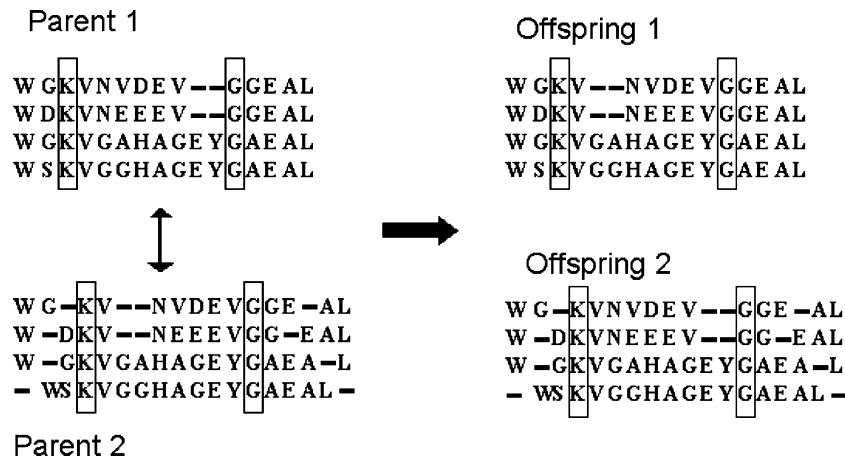 Parent 1
W G K V N V D E V – – G G E A L
W D K V N E E E V – – G G E A L
W G K V G A H A G E Y G A E A L
W S K V G G H A G E Y G A E A L
W G – K V – – N V D E V G G E – A L
W – D K V – – N E E E V G G – E A L
W – G K V G A H A G E Y G A E A – L
– W S K V G G H A G E Y G A E A L –
Parent 2
Offspring 1
W G K V – – N V D E V G G E A L
W D K V – – N E E E V G G E A L
W G K V G A H A G E Y G A E A L
W S K V G G H A G E Y G A E A L
Offspring 2
W G – K V N V D E V – – G G E – A L
W – D K V N E E E V – – G G – E A L
W – G K V G A H A G E Y G A E A – L
– W S K V G G H A G E Y G A E A L –